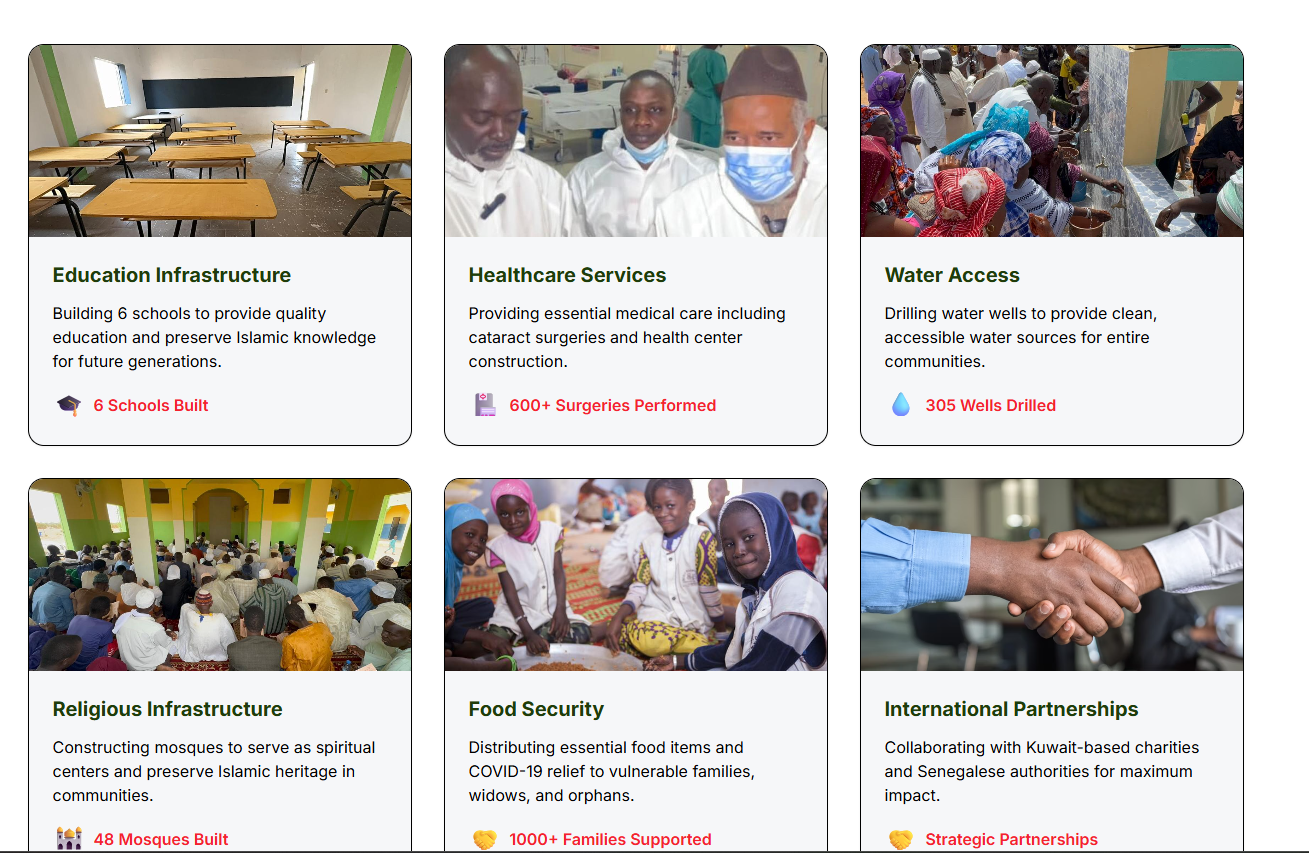 Education Infrastructure
Building 6 schools to provide quality
education and preserve Islamic knowledge
for future generations.
6 Schools Built
Healthcare Services
Providing essential medical care including
cataract surgeries and health center
construction.
600+ Surgeries Performed
Water Access
Drilling water wells to provide clean,
accessible water sources for entire
communities.
305 Wells Drilled
Religious Infrastructure
Constructing mosques to serve as spiritual
centers and preserve Islamic heritage in
communities.
48 Mosques Built
Food Security
Distributing essential food items and
COVID-19 relief to vulnerable families,
widows, and orphans.
1000+ Families Supported
International Partnerships
Collaborating with Kuwait-based charities
and Senegalese authorities for maximum
impact.
Strategic Partnerships